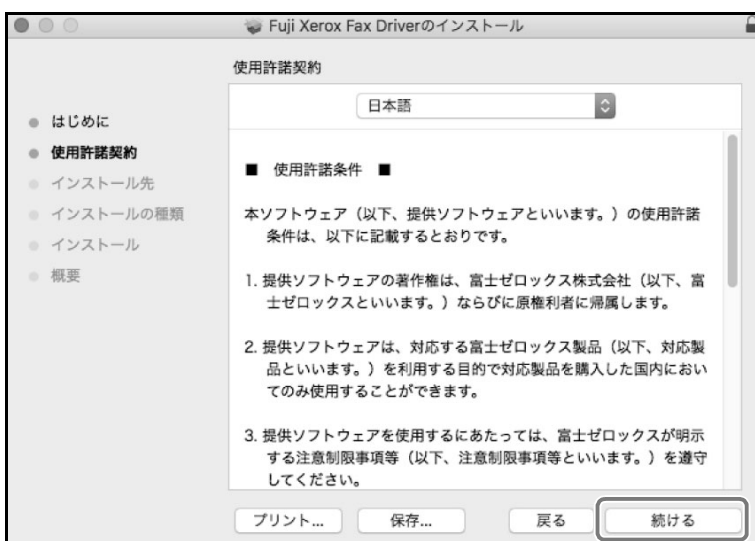 Fuji Xerox Fax Driverのインストール
使用許諾契約
日本語
はじめに
使用許諾契約
インストール先
インストールの種類
インストール
概要
■ 使用許諾条件 ■
本ソフトウェア（以下、提供ソフトウェアといいます。）の使用許諾
条件は、以下に記載するとおりです。
1. 提供ソフトウェアの著作権は、富士ゼロックス株式会社（以下、富
士ゼロックスといいます。）ならびに原権利者に帰属します。
2. 提供ソフトウェアは、対応する富士ゼロックス製品（以下、対応製
品といいます。）を利用する目的で対応製品を購入した国内におい
てのみ使用することができます。
3. 提供ソフトウェアを使用するにあたっては、富士ゼロックスが明示
する注意制限事項等（以下、注意制限事項等といいます。）を遵守
してください。
プリント...
保存...
戻る
続ける